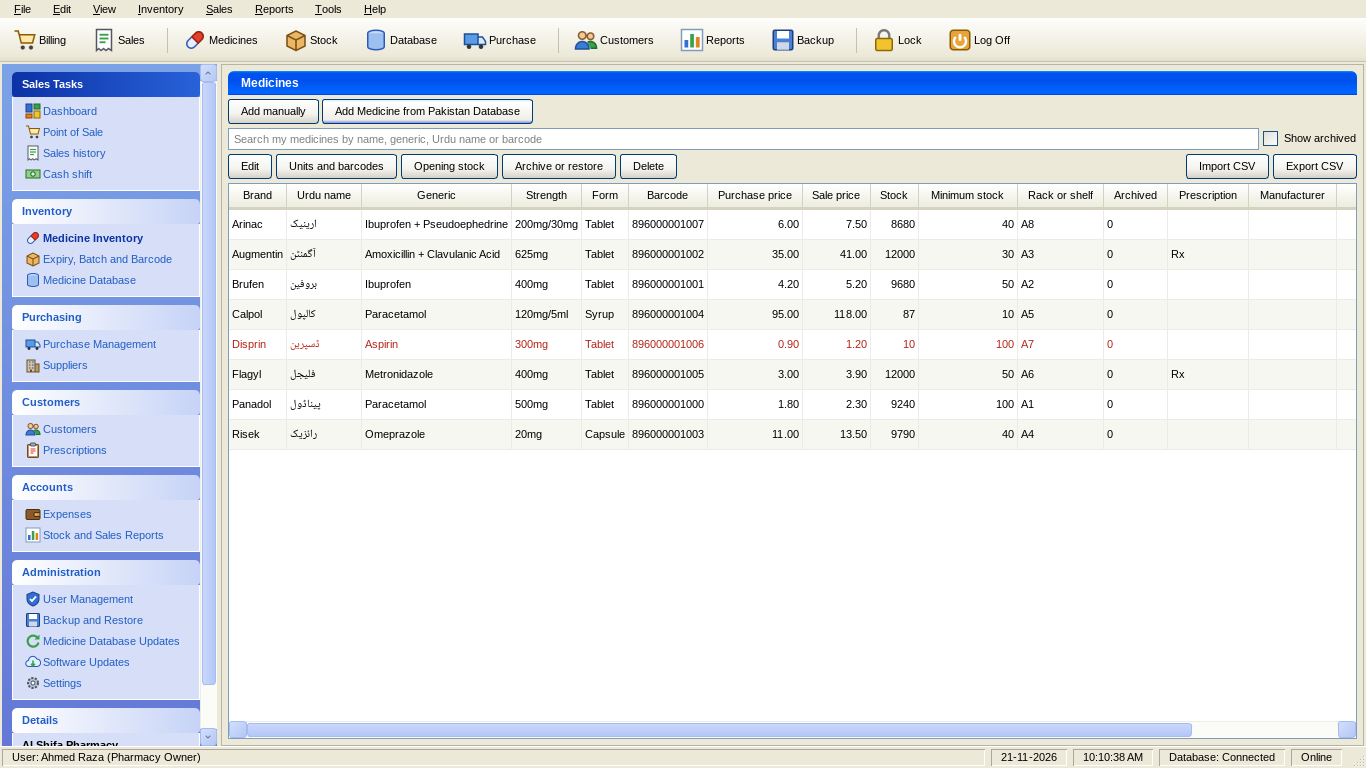 File Edit View Inventory Sales Reports Tools Help
Billing Sales Medicines Stock Database Purchase Customers Reports Backup Lock Log Off
Sales Tasks
Dashboard
Point of Sale
Sales history
Cash shift
Inventory
Medicine Inventory
Expiry, Batch and Barcode
Medicine Database
Purchasing
Purchase Management
Suppliers
Customers
Customers
Prescriptions
Accounts
Expenses
Stock and Sales Reports
Administration
User Management
Backup and Restore
Medicine Database Updates
Software Updates
Settings
Details
Al Shifa Pharmacy
Medicines
Add manually Add Medicine from Pakistan Database
Search my medicines by name, generic, Urdu name or barcode Show archived
Edit Units and barcodes Opening stock Archive or restore Delete Import CSV Export CSV
Brand Urdu name Generic Strength Form Barcode Purchase price Sale price Stock Minimum stock Rack or shelf Archived Prescription Manufacturer
Arinac ارینیک Ibuprofen + Pseudoephedrine 200mg/30mg Tablet 896000001007 6.00 7.50 8680 40 A8 0
Augmentin آگمنٹن Amoxicillin + Clavulanic Acid 625mg Tablet 896000001002 35.00 41.00 12000 30 A3 0 Rx
Brufen بروفین Ibuprofen 400mg Tablet 896000001001 4.20 5.20 9680 50 A2 0
Calpol کالپول Paracetamol 120mg/5ml Syrup 896000001004 95.00 118.00 87 10 A5 0
Disprin ڈسپرین Aspirin 300mg Tablet 896000001006 0.90 1.20 10 100 A7 0
Flagyl فلیجل Metronidazole 400mg Tablet 896000001005 3.00 3.90 12000 50 A6 0 Rx
Panadol پیناڈول Paracetamol 500mg Tablet 896000001000 1.80 2.30 9240 100 A1 0
Risek رائزیک Omeprazole 20mg Capsule 896000001003 11.00 13.50 9790 40 A4 0
User: Ahmed Raza (Pharmacy Owner) 21-11-2026 10:10:38 AM Database: Connected Online